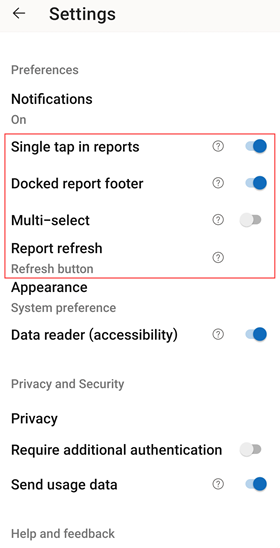 Settings
Preferences
Notifications
On
Single tap in reports
Docked report footer
Multi-select
Report refresh
Refresh button
Appearance
System preference
Data reader (accessibility)
Privacy and Security
Privacy
Require additional authentication
Send usage data
Help and feedback